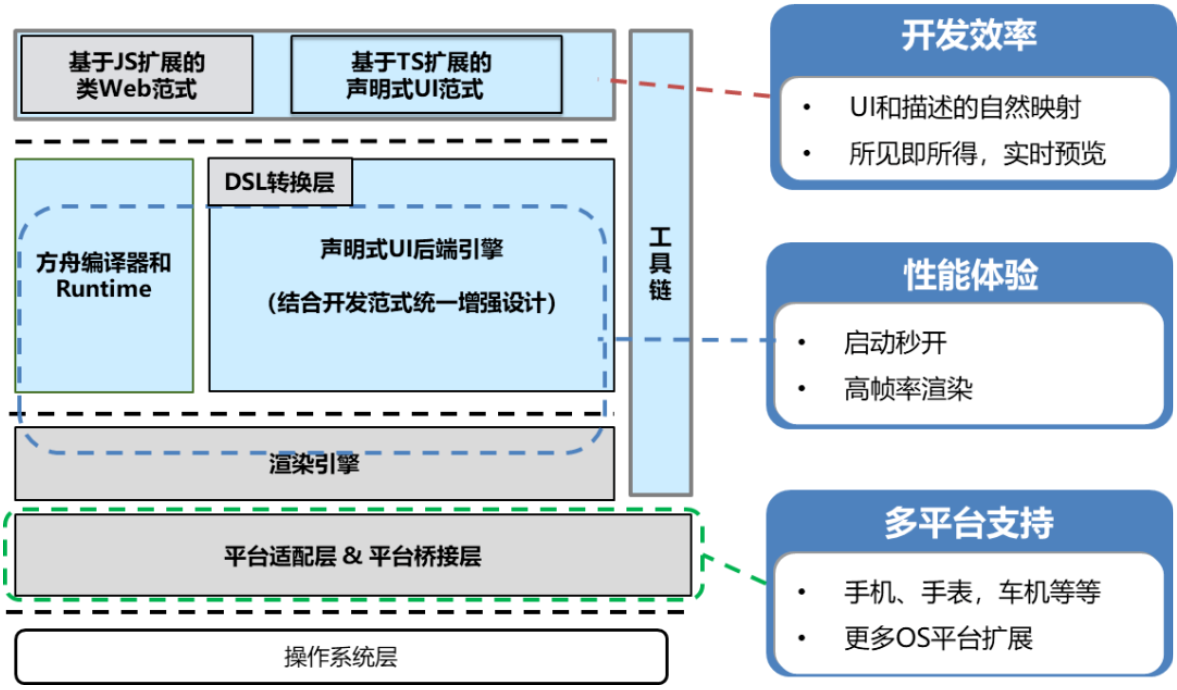 基于JS扩展的
类Web范式
基于TS扩展的
声明式UI范式
DSL转换层
方舟编译器和
Runtime
声明式UI后端引擎
（结合开发范式统一增强设计）
渲染引擎
工
具
链
平台适配层 & 平台桥接层
操作系统层
开发效率
• UI和描述的自然映射
• 所见即所得，实时预览
性能体验
• 启动秒开
• 高帧率渲染
多平台支持
• 手机、手表，车机等等
• 更多OS平台扩展